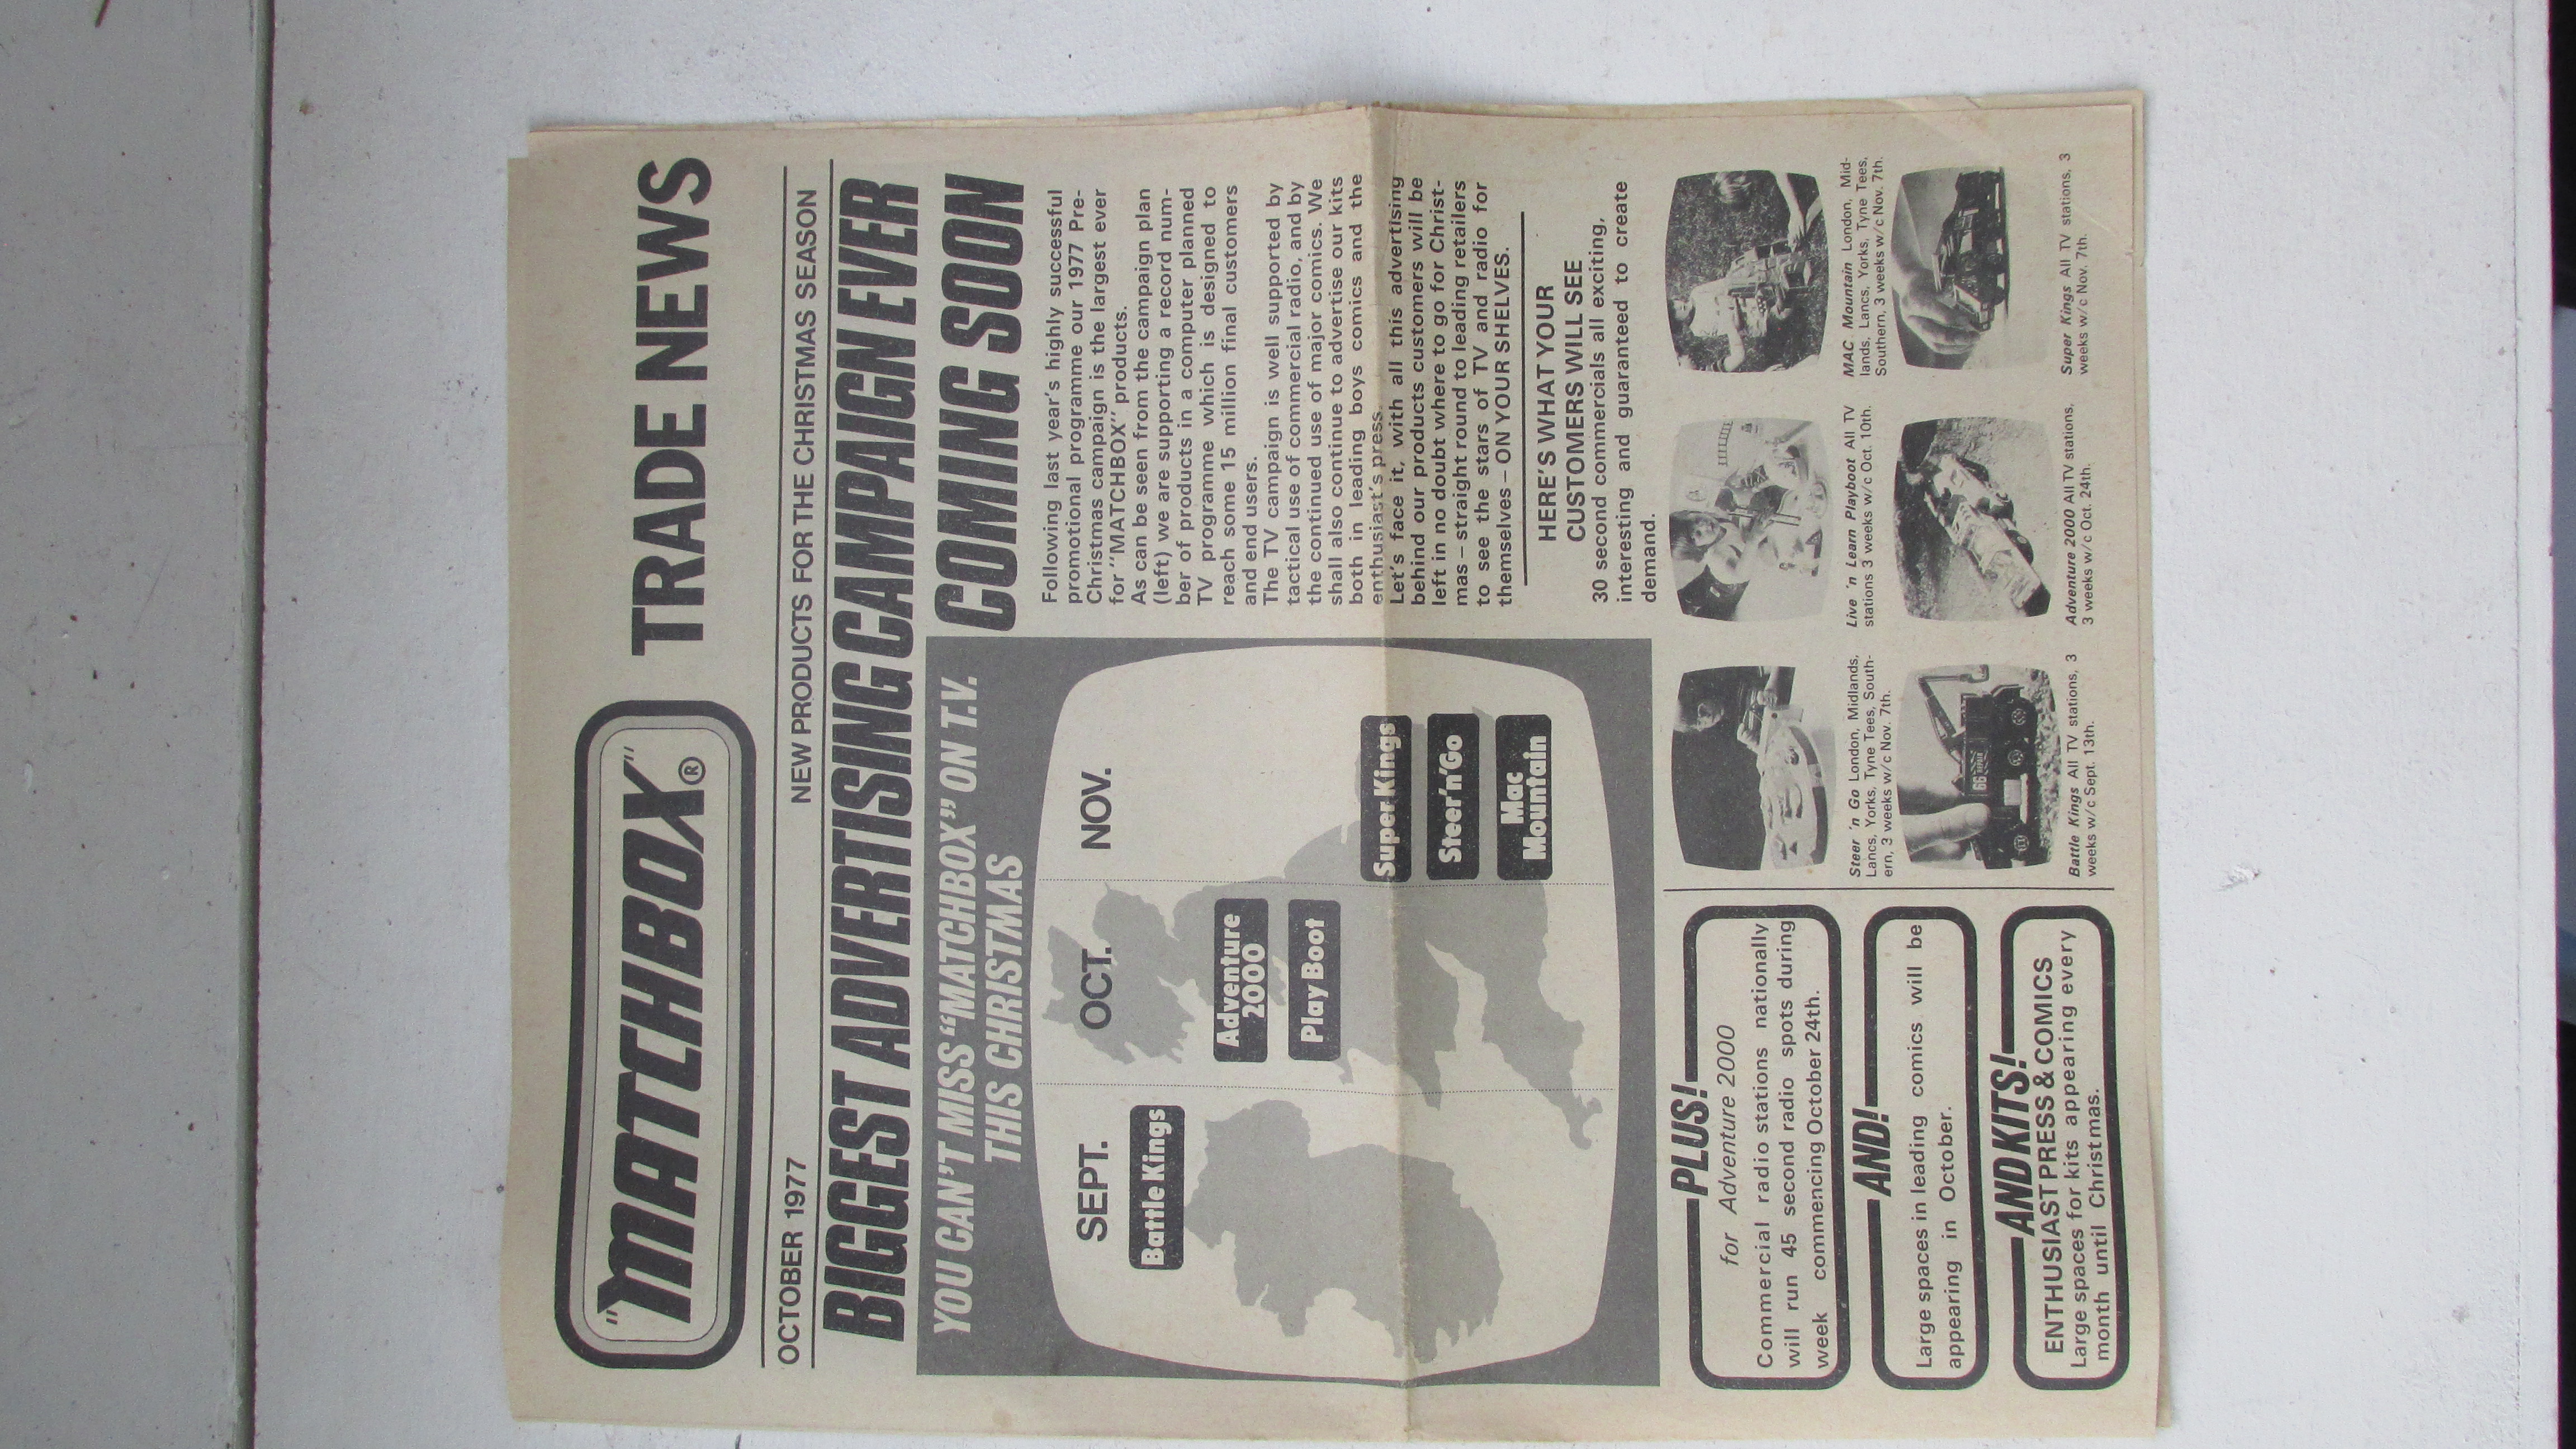 "MATCHBOX"®
TRADE NEWS
OCTOBER 1977
NEW PRODUCTS FOR THE CHRISTMAS SEASON
BIGGEST ADVERTISING CAMPAIGN EVER
COMING SOON
YOU CAN'T MISS "MATCHBOX" ON T.V.
THIS CHRISTMAS
SEPT.
OCT.
NOV.
Battle Kings
Adventure
2000
Play Boot
Super Kings
Steer'n'Go
Mac
Mountain
Following last year's highly successful
promotional programme our 1977 Pre-
Christmas campaign is the largest ever
for "MATCHBOX" products.
As can be seen from the campaign plan
(left) we are supporting a record num-
ber of products in a computer planned
TV programme which is designed to
reach some 15 million final customers
and end users.
The TV campaign is well supported by
tactical use of commercial radio, and by
the continued use of major comics. We
shall also continue to advertise our kits
both in leading boys comics and the
enthusiast's press.
Let's face it, with all this advertising
behind our products customers will be
left in no doubt where to go for Christ-
mas – straight round to leading retailers
to see the stars of TV and radio for
themselves – ON YOUR SHELVES.
HERE'S WHAT YOUR
CUSTOMERS WILL SEE
30 second commercials all exciting,
interesting and guaranteed to create
demand.
PLUS!
for Adventure 2000
Commercial radio stations nationally
will run 45 second radio spots during
week commencing October 24th.
AND!
Large spaces in leading comics will be
appearing in October.
AND KITS!
ENTHUSIAST PRESS & COMICS
Large spaces for kits appearing every
month until Christmas.
Steer 'n Go London, Midlands,
Lancs, Yorks, Tyne Tees, South-
ern, 3 weeks w/c Nov. 7th.
Live 'n Learn Playboot All TV
stations 3 weeks w/c Oct. 10th.
MAC Mountain London, Mid-
lands, Lancs, Yorks, Tyne Tees,
Southern, 3 weeks w/c Nov. 7th.
66
Battle Kings All TV stations, 3
weeks w/c Sept. 13th.
Adventure 2000 All TV stations,
3 weeks w/c Oct. 24th.
Super Kings All TV stations, 3
weeks w/c Nov. 7th.